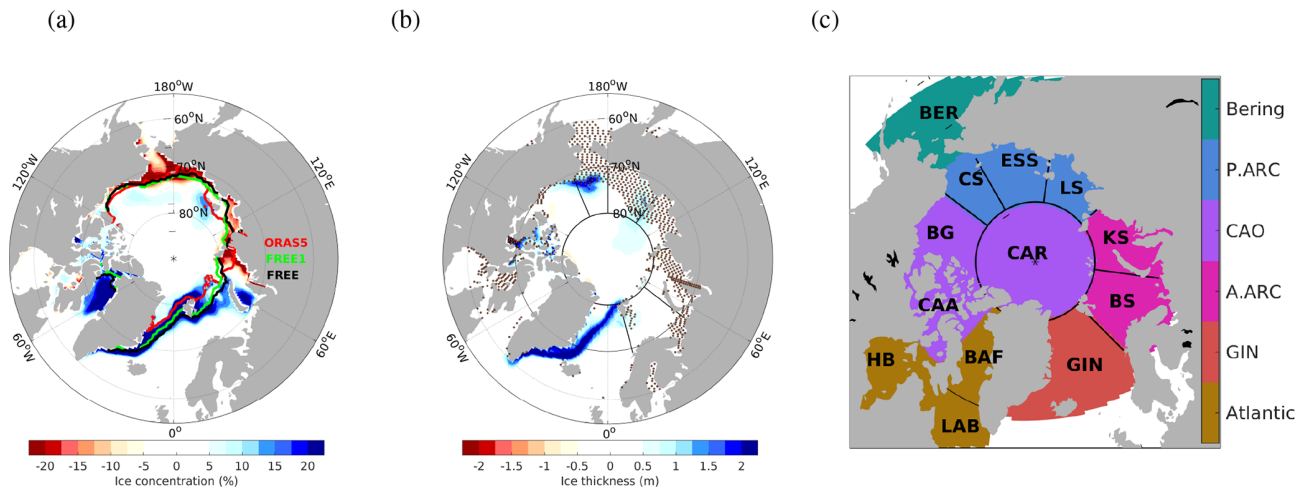 (a)
(b)
(c)
180°W
60°N
70°N
80°N
120°W
120°E
60°W
60°E
0°
ORAS5
FREE1
FREE
-20 -15 -10 -5 0 5 10 15 20
Ice concentration (%)
180°W
60°N
80°N
120°W
120°E
60°W
60°E
0°
-2 -1.5 -1 -0.5 0 0.5 1 1.5 2
Ice thickness (m)
BER
ESS
CS
LS
BG
CAR
KS
CAA
BS
HB
BAF
GIN
LAB
Bering
P.ARC
CAO
A.ARC
GIN
Atlantic